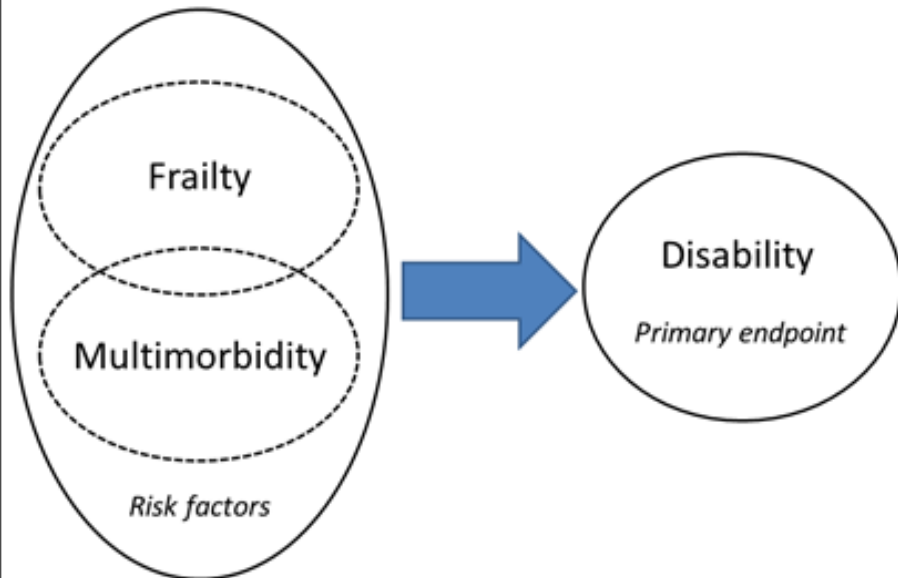 Frailty
Multimorbidity
Risk factors
Disability
Primary endpoint